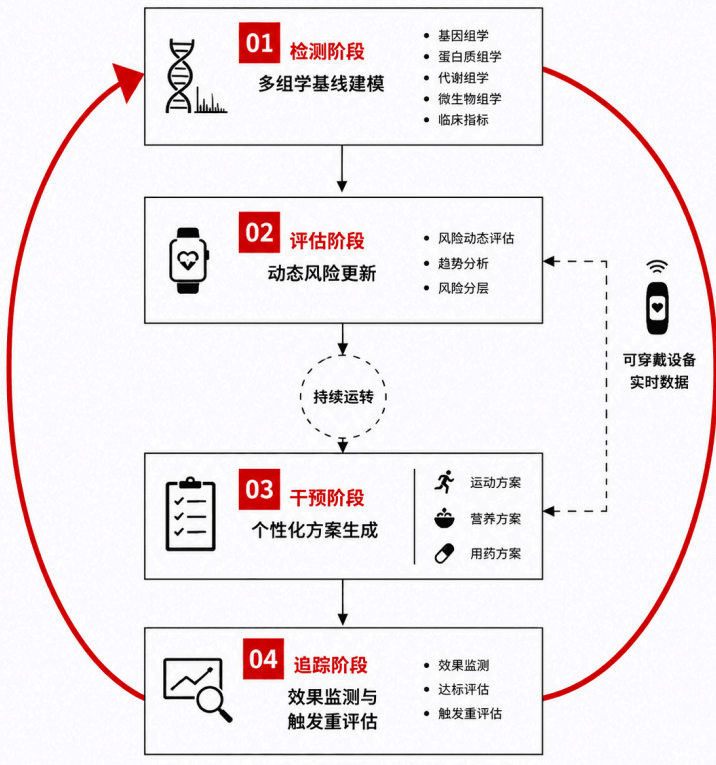 01 检测阶段
多组学基线建模
基因组学
蛋白质组学
代谢组学
微生物组学
临床指标
02 评估阶段
动态风险更新
风险动态评估
趋势分析
风险分层
可穿戴设备
实时数据
持续运转
03 干预阶段
个性化方案生成
运动方案
营养方案
用药方案
04 追踪阶段
效果监测与
触发重评估
效果监测
达标评估
触发重评估